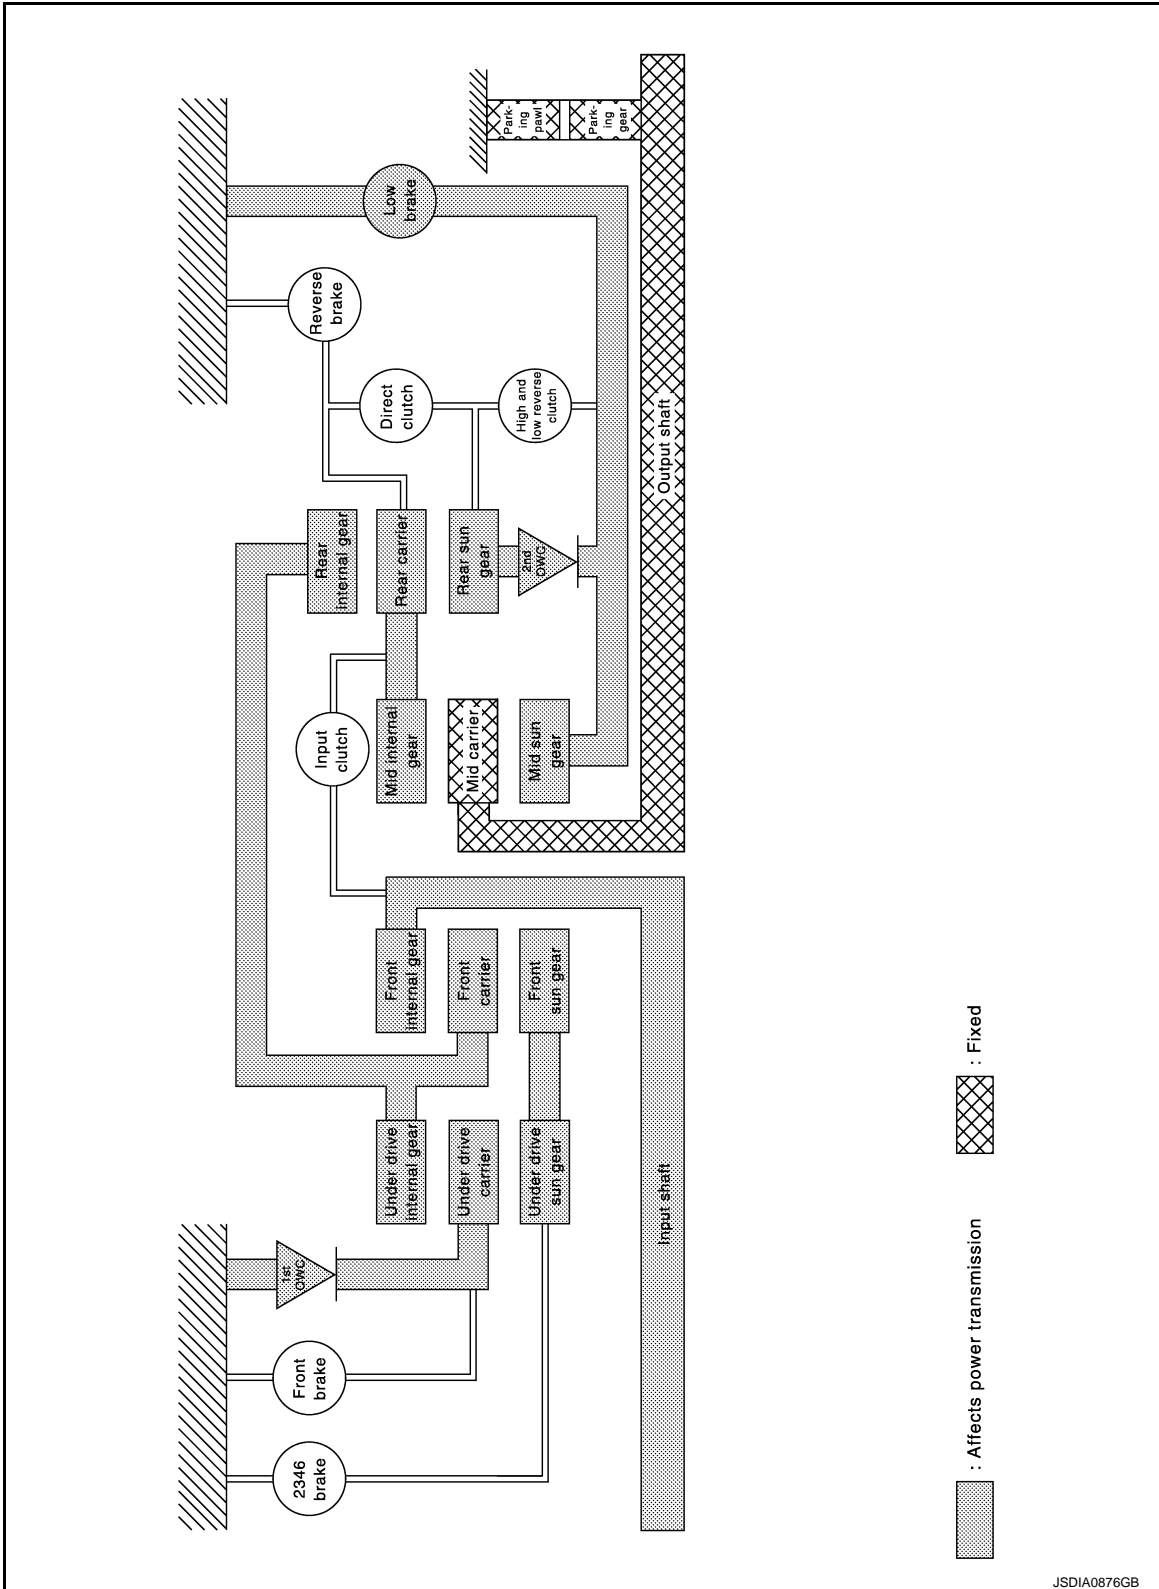 Park-
ing
pawl
Park-
ing
gear
Low
brake
Reverse
brake
Direct
clutch
High and
low reverse
clutch
Output shaft
Rear
internal gear
Rear carrier
Rear sun
gear
2nd
OWC
Input
clutch
Mid internal
gear
Mid carrier
Mid sun
gear
Front
internal gear
Front
carrier
Front
sun gear
Under drive
internal gear
Under drive
carrier
Under drive
sun gear
Input shaft
1st
OWC
Front
brake
2346
brake
: Fixed
: Affects power transmission
JSDIA0876GB